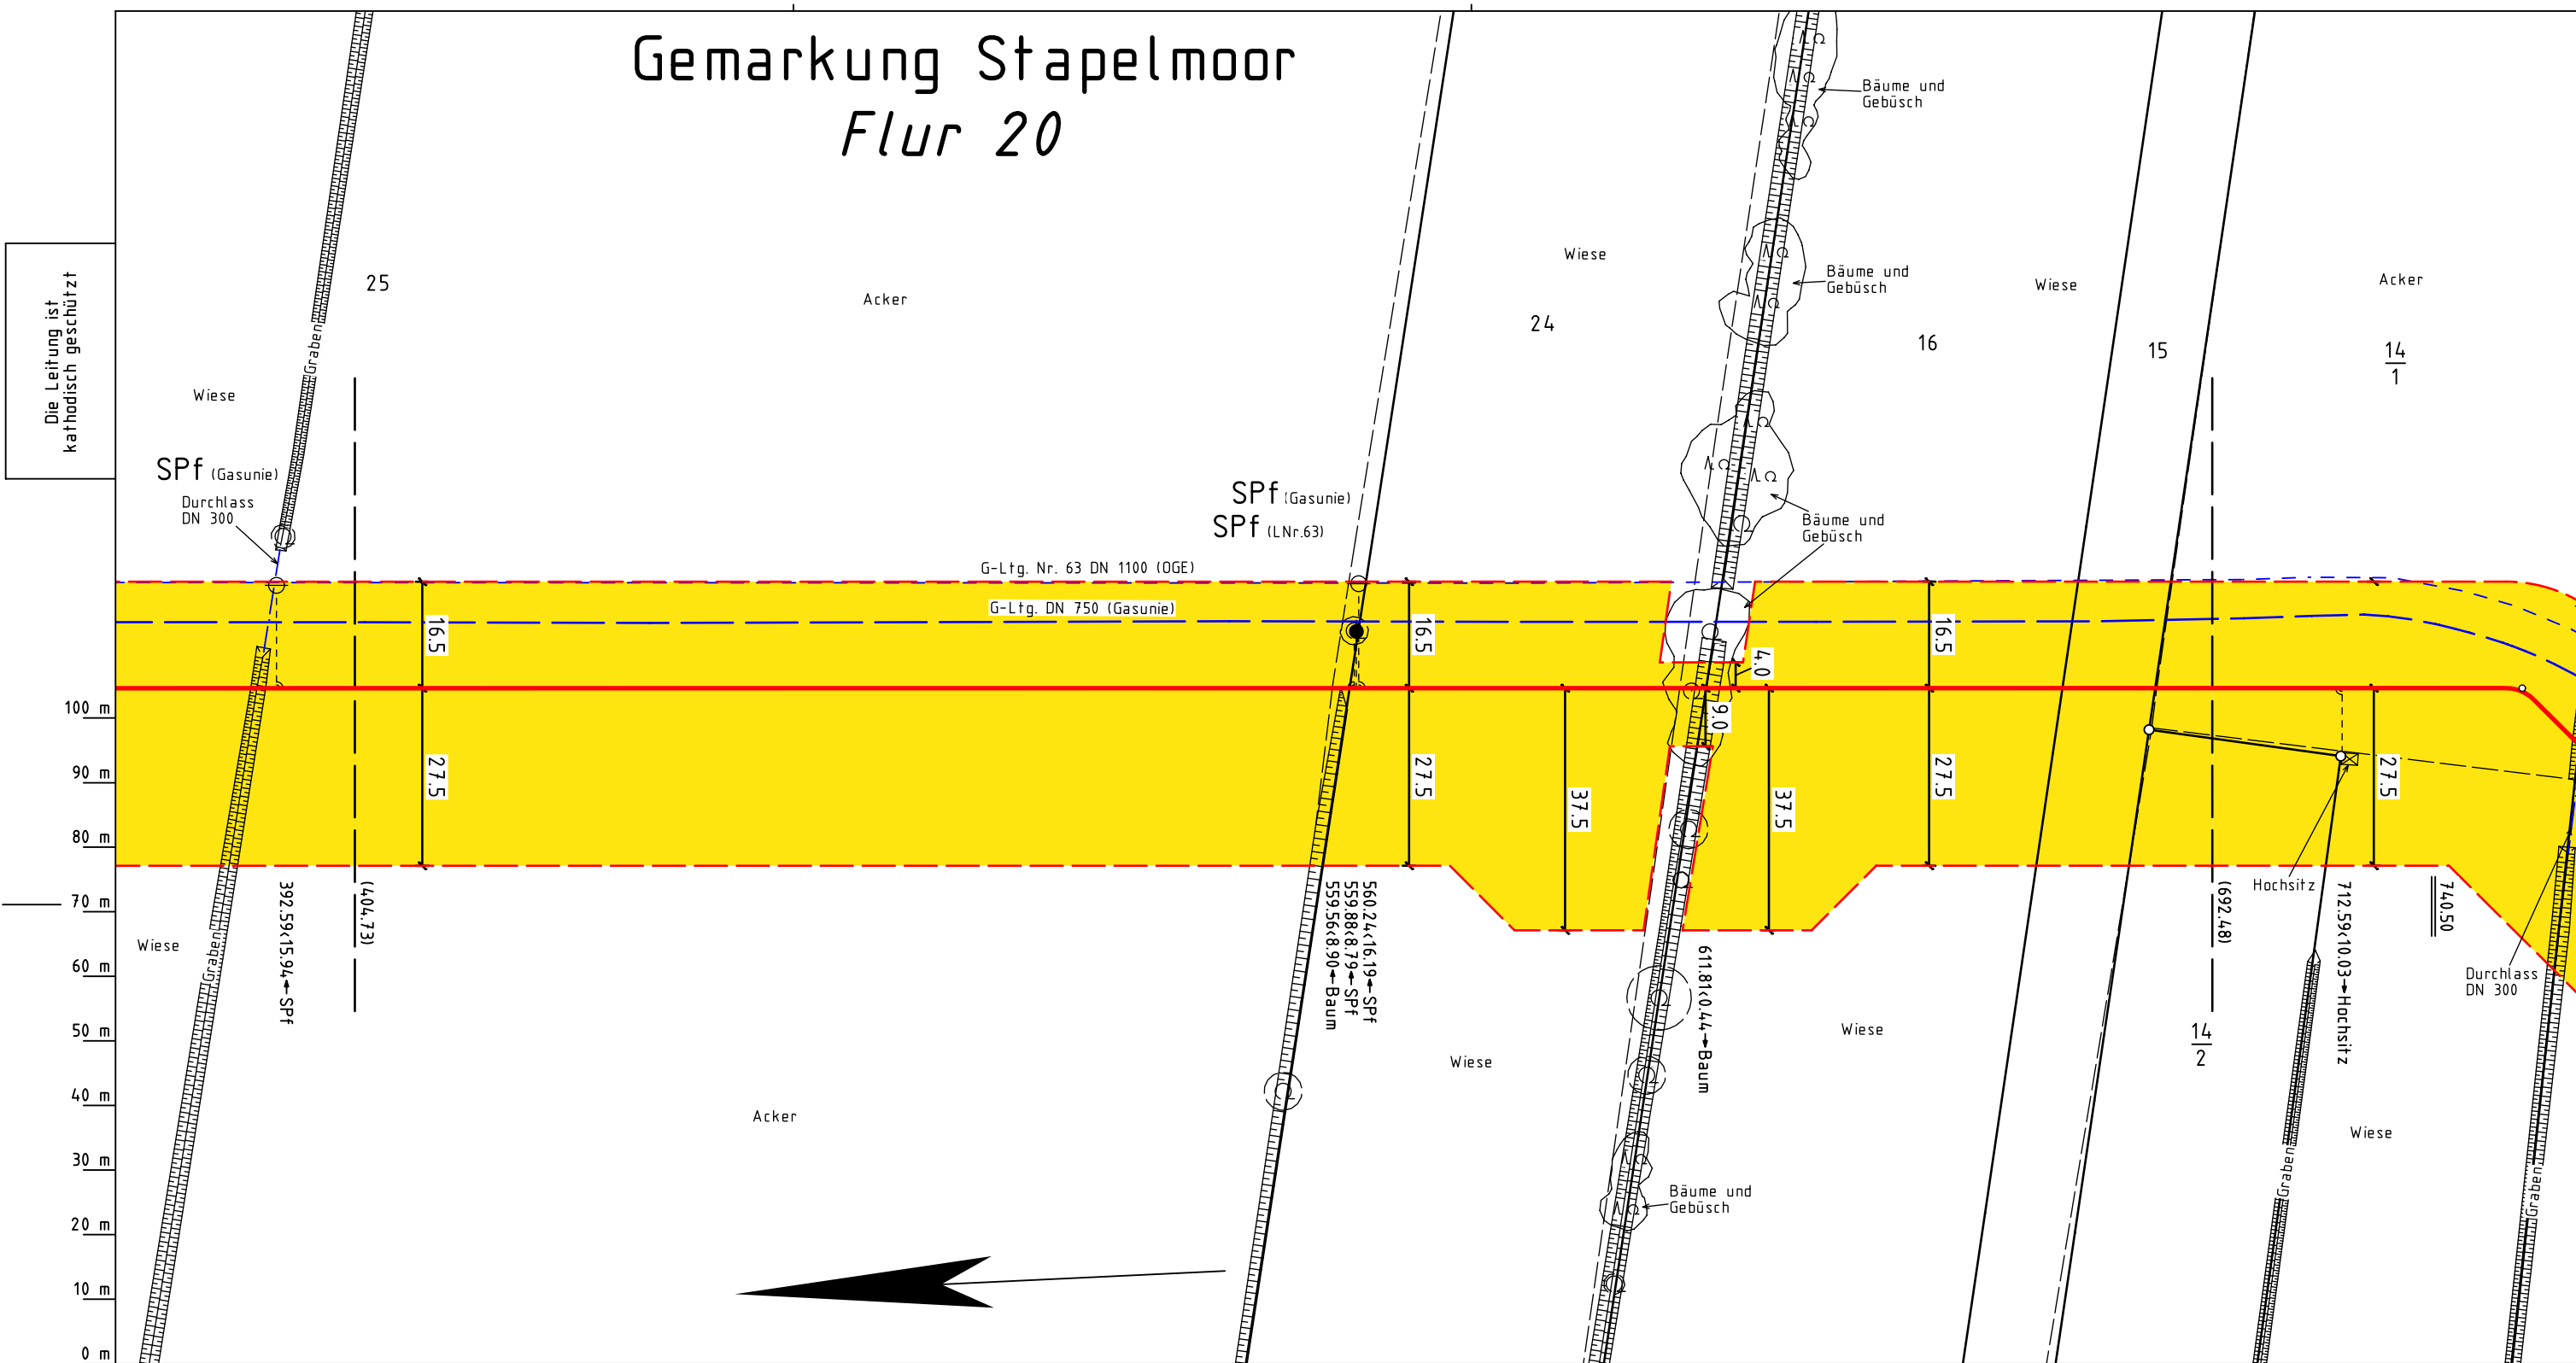 Gemarkung Stapelmoor
Flur 20
Die Leitung ist
kathodisch geschützt
25
Acker
Wiese
Graben
SPf (Gasunie)
Durchlass
DN 300
SPf (Gasunie)
SPf (LNr.63)
Wiese
24
Bäume und
Gebüsch
Bäume und
Gebüsch
Bäume und
Gebüsch
16
Wiese
15
Acker
14
1
G-Ltg. Nr. 63 DN 1100 (OGE)
G-Ltg. DN 750 (Gasunie)
16.5
16.5
4.0
16.5
27.5
27.5
37.5
9.0
37.5
27.5
27.5
100 m
90 m
80 m
70 m
60 m
50 m
40 m
30 m
20 m
10 m
0 m
Wiese
Graben
392.59<15.94→SPf
(404.73)
560.24<16.19→SPf
559.88<8.79→SPf
559.56<8.90→Baum
611.81<0.44→Baum
(692.48)
Hochsitz
712.59<10.03→Hochsitz
740.50
Durchlass
DN 300
Acker
Wiese
Wiese
14
2
Wiese
Bäume und
Gebüsch
Graben
Graben